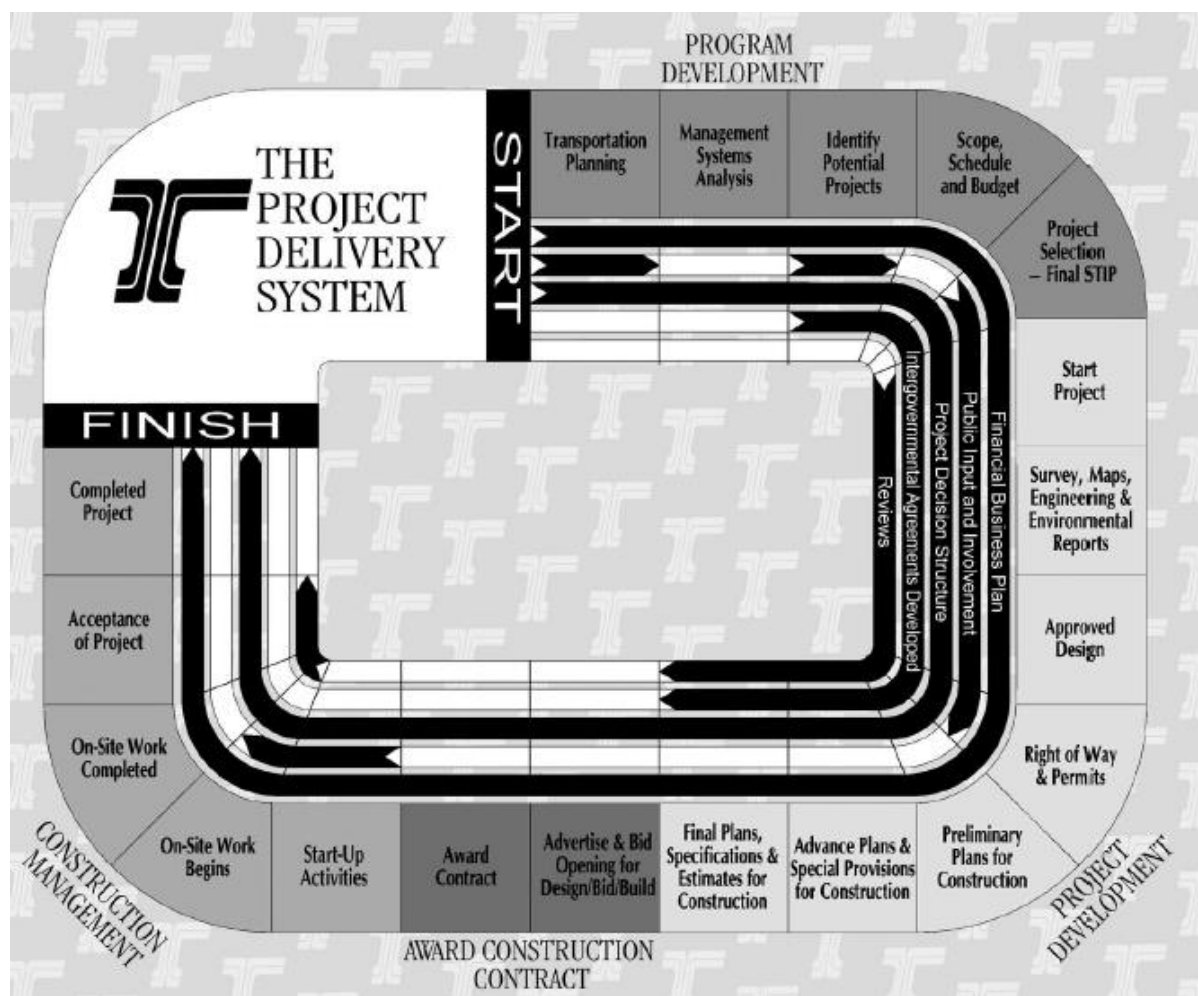 PROGRAM
DEVELOPMENT
THE
PROJECT
DELIVERY
SYSTEM
START
Transportation
Planning
Management
Systems
Analysis
Identify
Potential
Projects
Scope,
Schedule
and Budget
Project
Selection
– Final STIP
Start
Project
Survey, Maps,
Engineering &
Environmental
Reports
Approved
Design
Right of Way
& Permits
PROJECT
DEVELOPMENT
Preliminary
Plans for
Construction
Advance Plans &
Special Provisions
for Construction
Final Plans,
Specifications &
Estimates for
Construction
Advertise & Bid
Opening for
Design/Bid/Build
Award
Contract
AWARD CONSTRUCTION
CONTRACT
Start-Up
Activities
On-Site Work
Begins
CONSTRUCTION
MANAGEMENT
On-Site Work
Completed
Acceptance
of Project
Completed
Project
FINISH
Financial Business Plan
Public Input and Involvement
Project Decision Structure
Intergovernmental Agreements Developed
Reviews